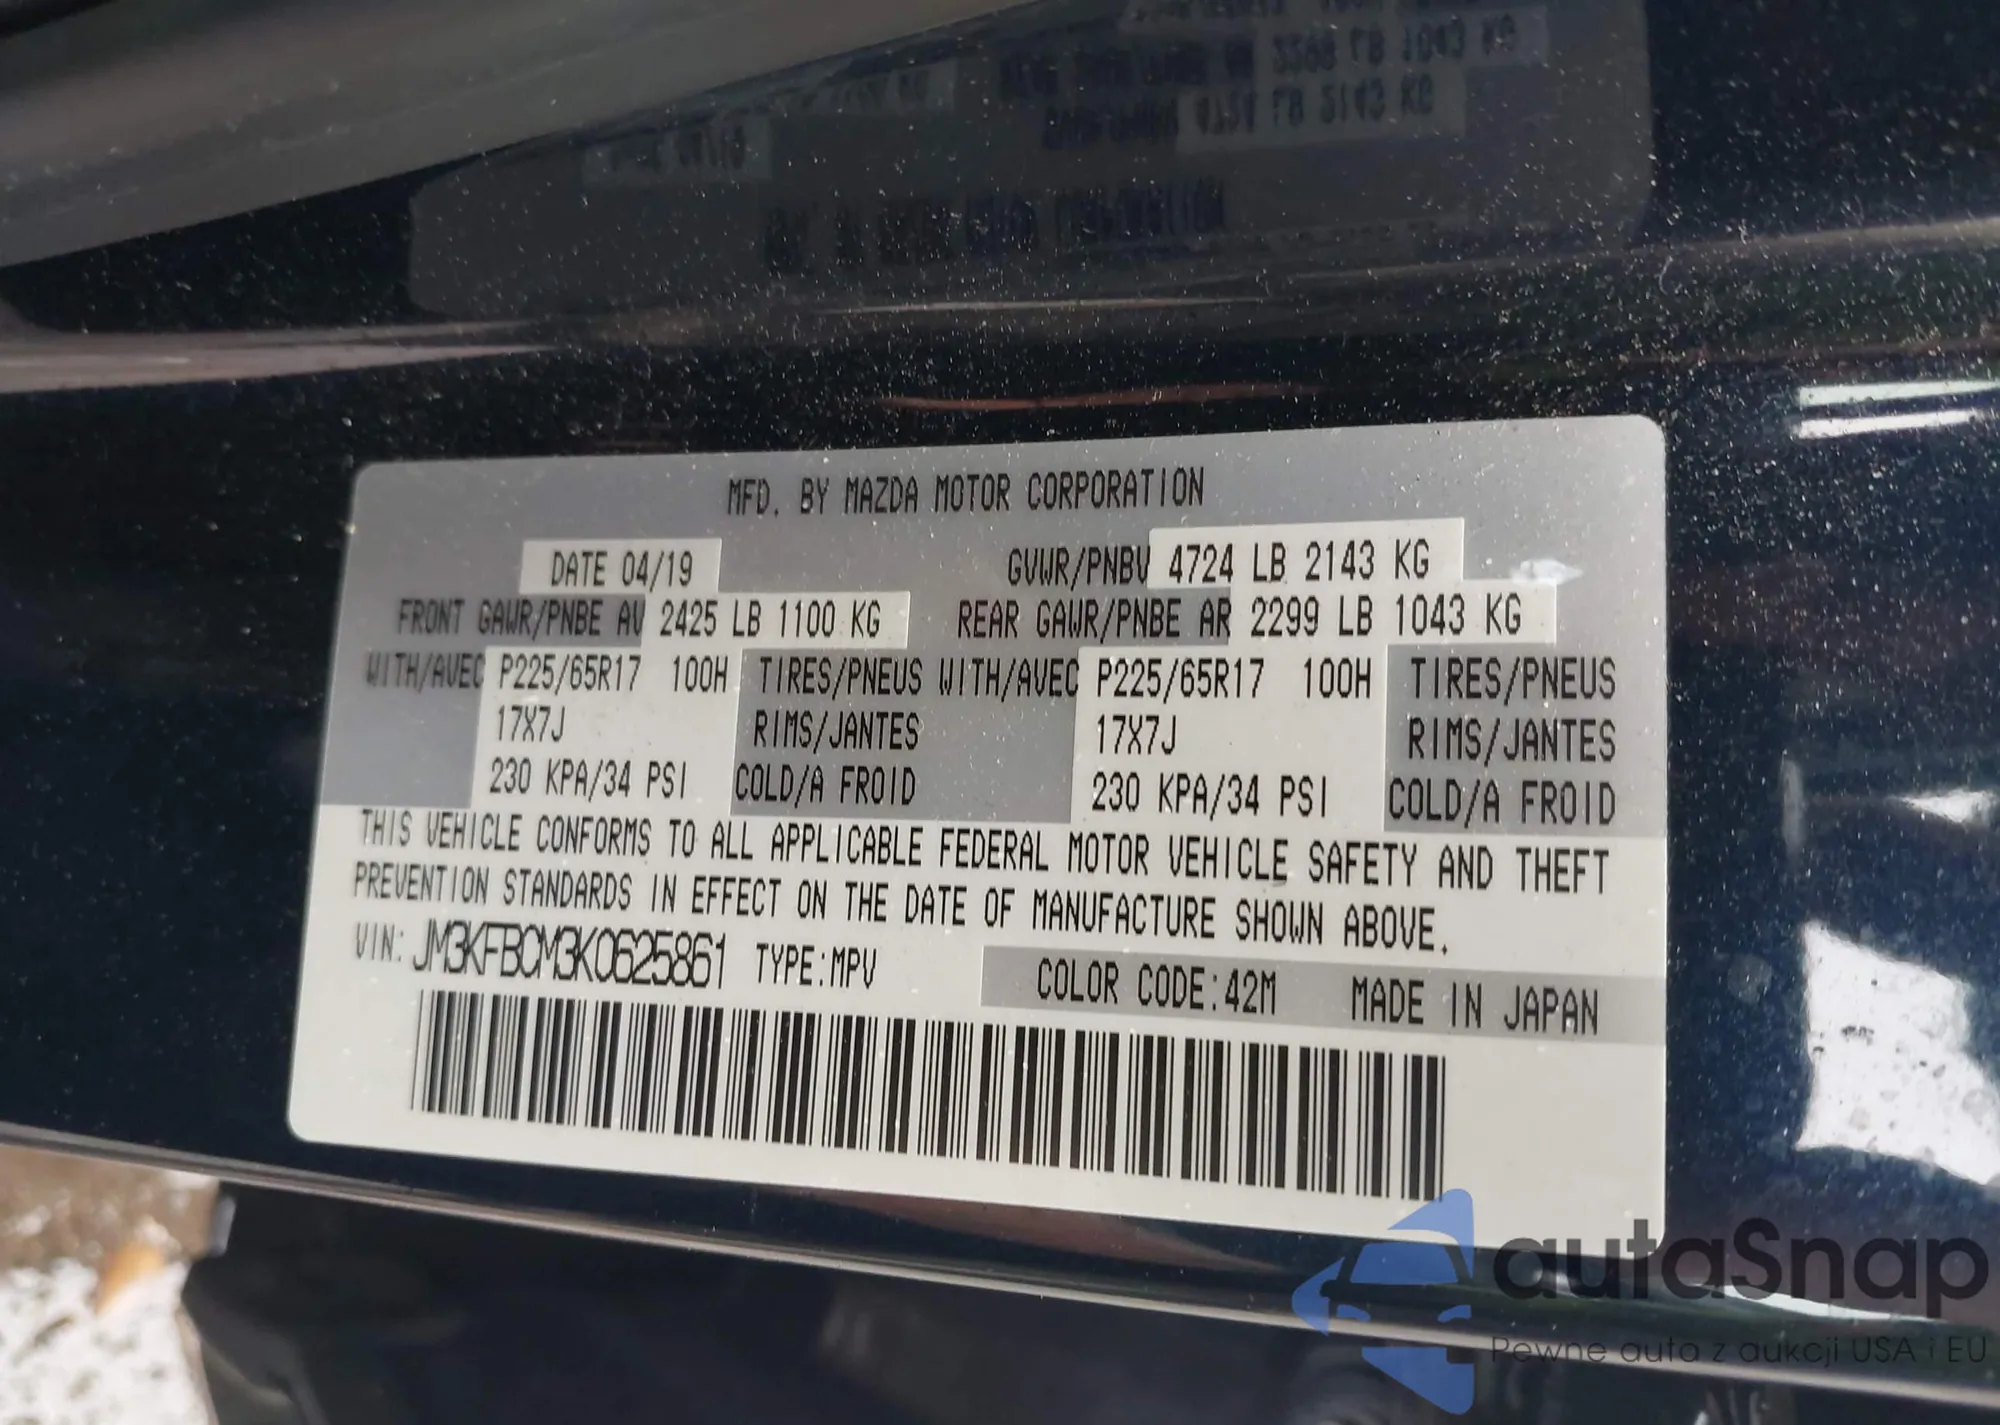 MFD. BY MAZDA MOTOR CORPORATION
DATE 04/19 GVWR/PNBV 4724 LB 2143 KG
FRONT GAWR/PNBE AV 2425 LB 1100 KG REAR GAWR/PNBE AR 2299 LB 1043 KG
WITH/AVEC P225/65R17 100H TIRES/PNEUS WITH/AVEC P225/65R17 100H TIRES/PNEUS
17X7J RIMS/JANTES 17X7J RIMS/JANTES
230 KPA/34 PSI COLD/A FROID 230 KPA/34 PSI COLD/A FROID
THIS VEHICLE CONFORMS TO ALL APPLICABLE FEDERAL MOTOR VEHICLE SAFETY AND THEFT
PREVENTION STANDARDS IN EFFECT ON THE DATE OF MANUFACTURE SHOWN ABOVE.
VIN: JM3KFBCM3K0625861 TYPE:MPV COLOR CODE:42M MADE IN JAPAN
autaSnap
Pewne auta z aukcji USA i EU